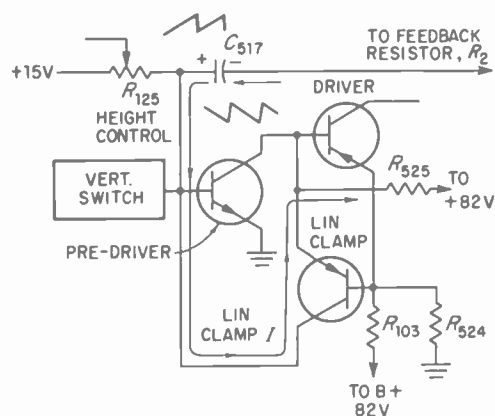 C517
+ −
TO FEEDBACK
RESISTOR, R2
+15V
R125
HEIGHT
CONTROL
DRIVER
VERT.
SWITCH
R525
TO
+82V
PRE-DRIVER
LIN
CLAMP
LIN
CLAMP I
R103
R524
TO B+
82V